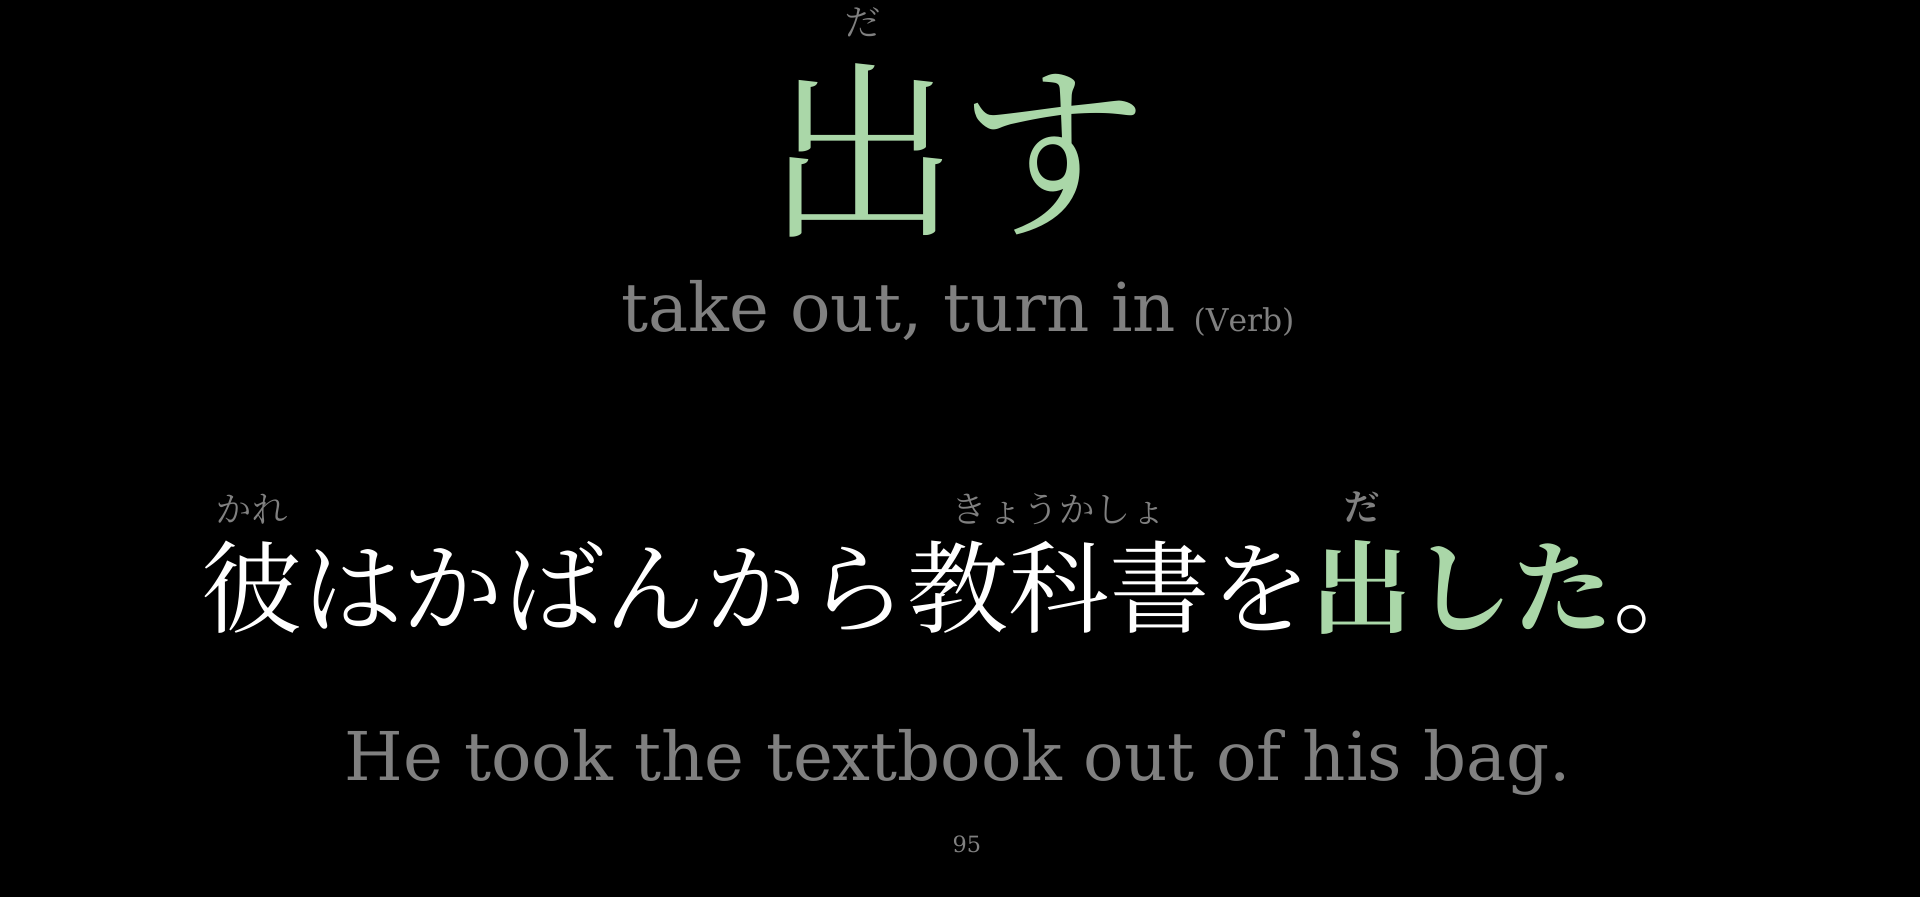 だ
出す
take out, turn in (Verb)
かれ きょうかしょ だ
彼はかばんから教科書を出した。
He took the textbook out of his bag.
95